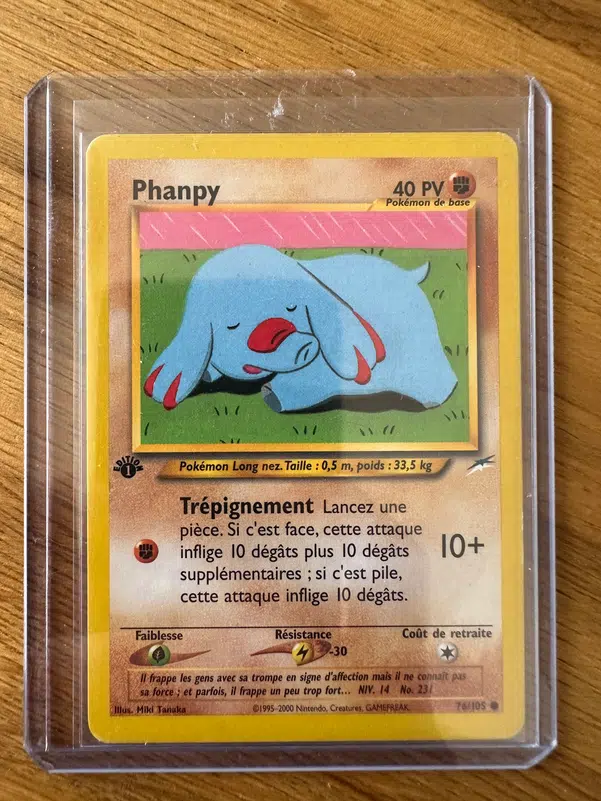 Phanpy
40 PV
Pokémon de base
EDITION
1
Pokémon Long nez. Taille : 0,5 m, poids : 33,5 kg
Trépignement Lancez une
pièce. Si c'est face, cette attaque
inflige 10 dégâts plus 10 dégâts
supplémentaires ; si c'est pile,
cette attaque inflige 10 dégâts.
10+
Faiblesse
Résistance
Coût de retraite
-30
Il frappe les gens avec sa trompe en signe d'affection mais il ne connaît pas
sa force ; et parfois, il frappe un peu trop fort... NIV. 14 No. 231
Illus. Miki Tanaka
©1995-2000 Nintendo, Creatures, GAMEFREAK.
76/105